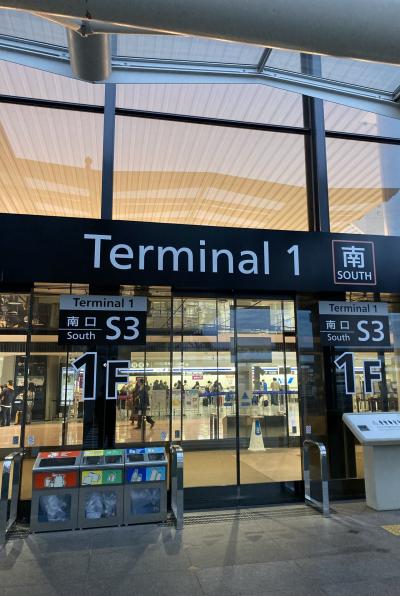 Terminal 1
南
SOUTH
Terminal 1
南口
South
S3
1F
Terminal 1
南口
South
S3
1F